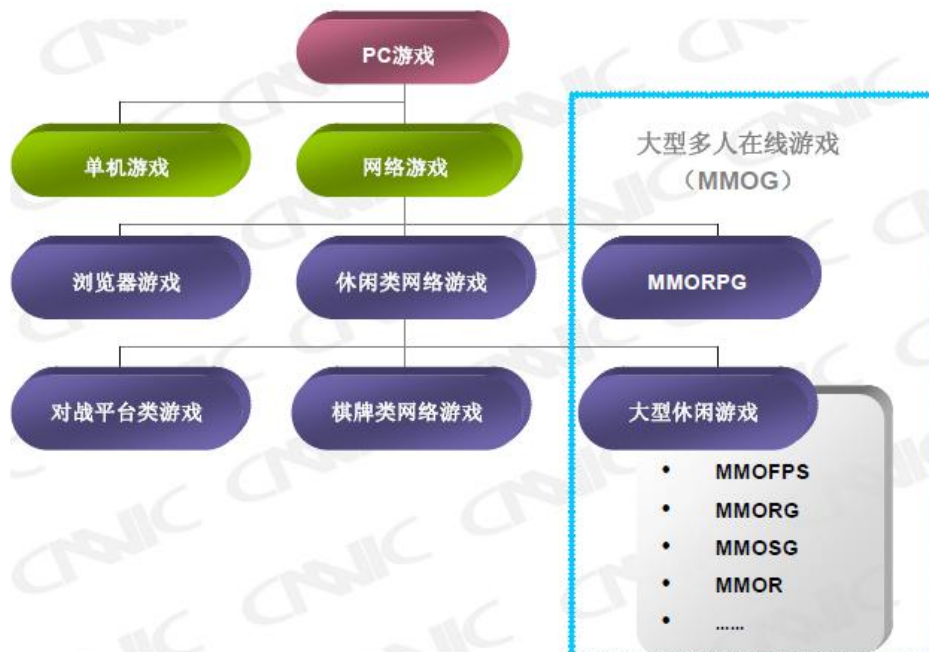 PC游戏
单机游戏
网络游戏
大型多人在线游戏
（MMOG）
浏览器游戏
休闲类网络游戏
MMORPG
对战平台类游戏
棋牌类网络游戏
大型休闲游戏
• MMOFPS
• MMORG
• MMOSG
• MMOR
• ……
CNNIC